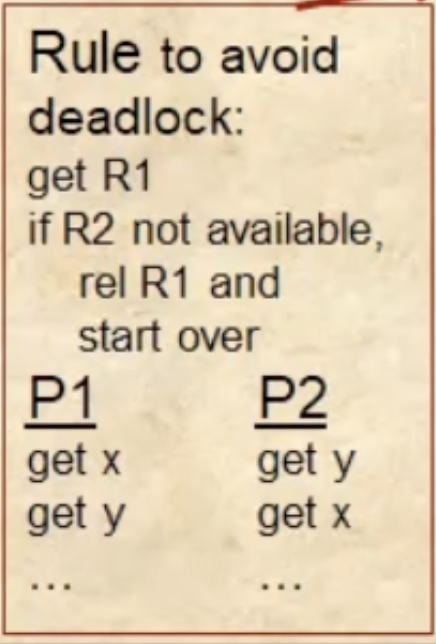 Rule to avoid
deadlock:
get R1
if R2 not available,
rel R1 and
start over
P1 P2
get x get y
get y get x
... ...